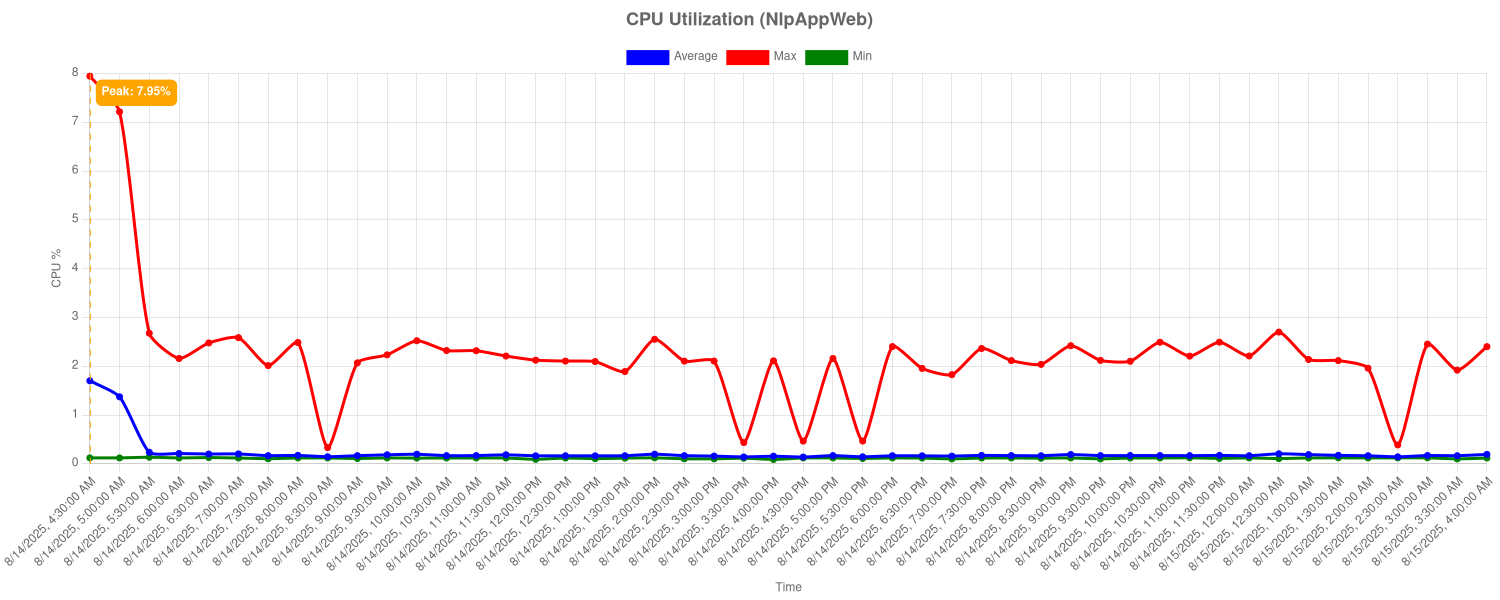 CPU Utilization (NlpAppWeb)
Average Max Min
8
Peak: 7.95%
7
6
5
4
3
2
1
0
CPU %
8/14/2025, 4:30:00 AM
8/14/2025, 5:00:00 AM
8/14/2025, 5:30:00 AM
8/14/2025, 6:00:00 AM
8/14/2025, 6:30:00 AM
8/14/2025, 7:00:00 AM
8/14/2025, 7:30:00 AM
8/14/2025, 8:00:00 AM
8/14/2025, 8:30:00 AM
8/14/2025, 9:00:00 AM
8/14/2025, 9:30:00 AM
8/14/2025, 10:00:00 AM
8/14/2025, 10:30:00 AM
8/14/2025, 11:00:00 AM
8/14/2025, 11:30:00 AM
8/14/2025, 12:00:00 PM
8/14/2025, 12:30:00 PM
8/14/2025, 1:00:00 PM
8/14/2025, 1:30:00 PM
8/14/2025, 2:00:00 PM
8/14/2025, 2:30:00 PM
8/14/2025, 3:00:00 PM
8/14/2025, 3:30:00 PM
8/14/2025, 4:00:00 PM
8/14/2025, 4:30:00 PM
8/14/2025, 5:00:00 PM
8/14/2025, 5:30:00 PM
8/14/2025, 6:00:00 PM
8/14/2025, 6:30:00 PM
8/14/2025, 7:00:00 PM
8/14/2025, 7:30:00 PM
8/14/2025, 8:00:00 PM
8/14/2025, 8:30:00 PM
8/14/2025, 9:00:00 PM
8/14/2025, 9:30:00 PM
8/14/2025, 10:00:00 PM
8/14/2025, 10:30:00 PM
8/14/2025, 11:00:00 PM
8/14/2025, 11:30:00 PM
8/15/2025, 12:00:00 AM
8/15/2025, 12:30:00 AM
8/15/2025, 1:00:00 AM
8/15/2025, 1:30:00 AM
8/15/2025, 2:00:00 AM
8/15/2025, 2:30:00 AM
8/15/2025, 3:00:00 AM
8/15/2025, 3:30:00 AM
8/15/2025, 4:00:00 AM
Time